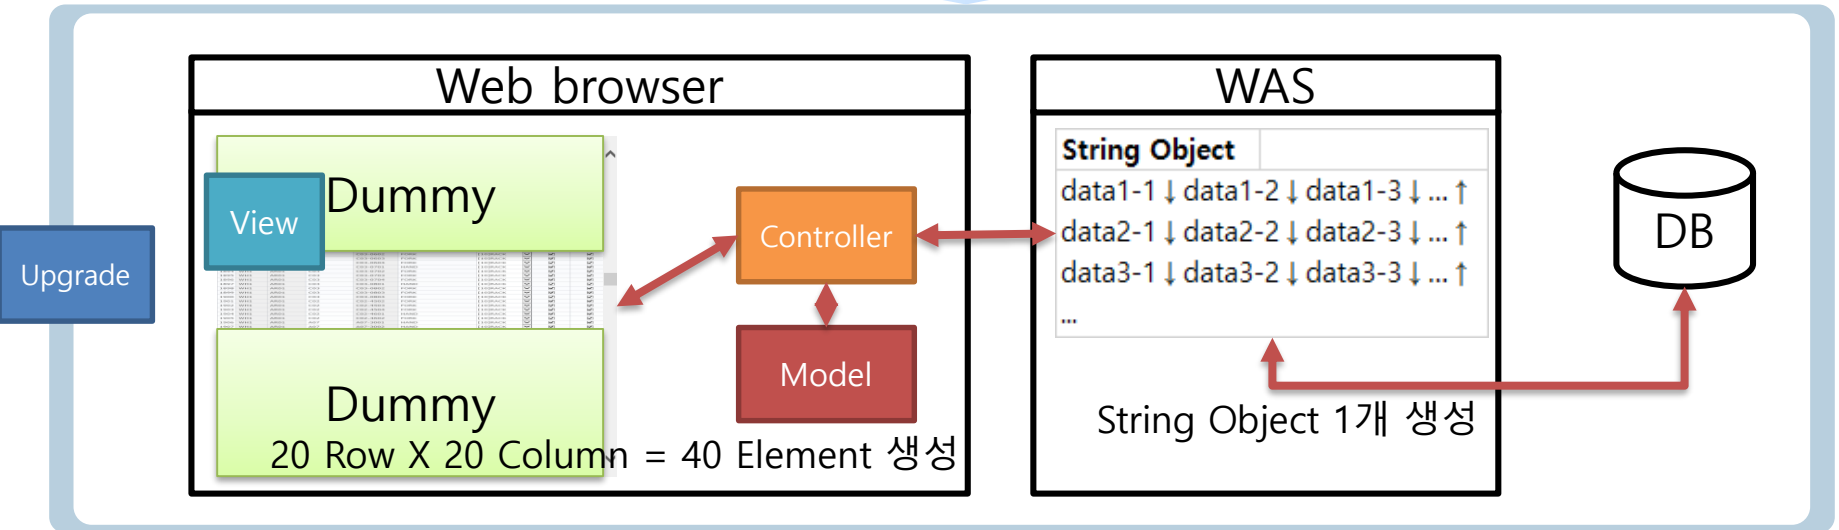 Web browser
WAS
Dummy
View
Upgrade
Controller
Model
Dummy
20 Row X 20 Column = 40 Element 생성
String Object
data1-1↓data1-2↓data1-3↓...↑
data2-1↓data2-2↓data2-3↓...↑
data3-1↓data3-2↓data3-3↓...↑
...
String Object 1개 생성
DB